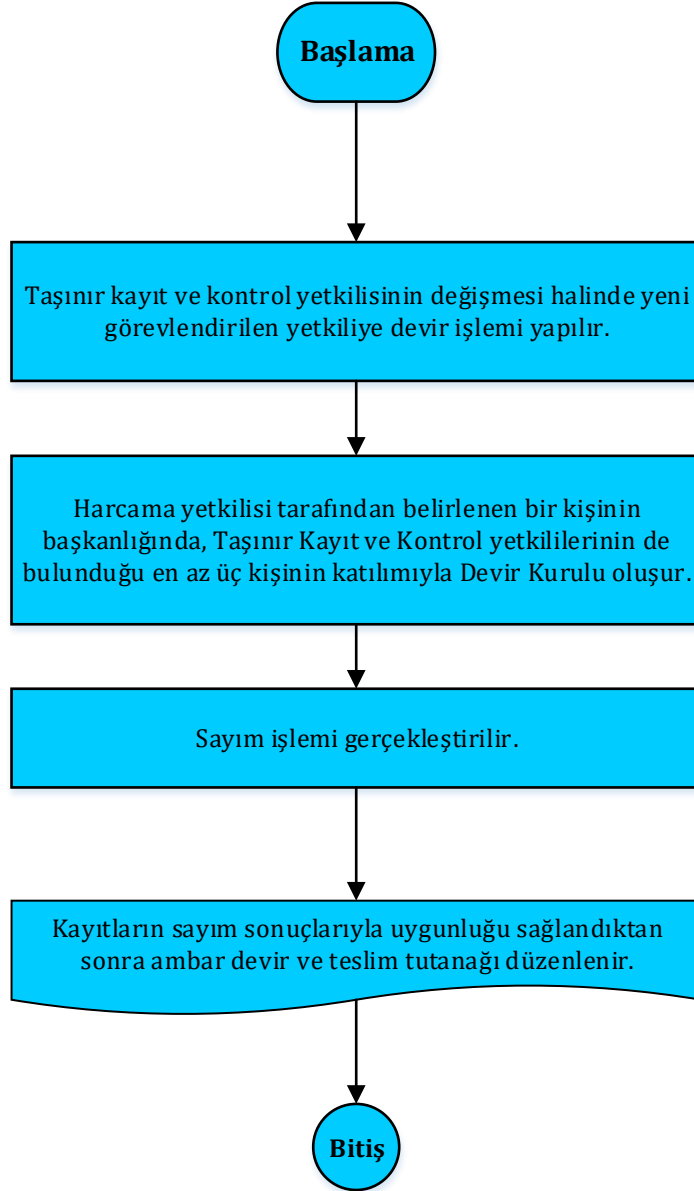 Başlama
Taşınır kayıt ve kontrol yetkilisinin değişmesi halinde yeni
görevlendirilen yetkiliye devir işlemi yapılır.
Harcama yetkilisi tarafından belirlenen bir kişinin
başkanlığında, Taşınır Kayıt ve Kontrol yetkililerinin de
bulunduğu en az üç kişinin katılımıyla Devir Kurulu oluşur.
Sayım işlemi gerçekleştirilir.
Kayıtların sayım sonuçlarıyla uygunluğu sağlandıktan
sonra ambar devir ve teslim tutanağı düzenlenir.
Bitiş